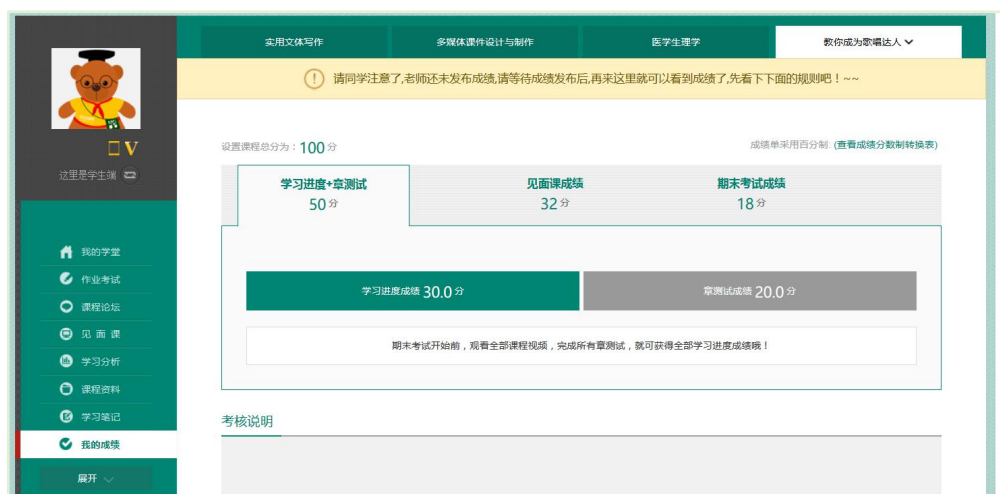 实用文体写作
多媒体课件设计与制作
医学生理学
教你成为歌唱达人
请同学注意了,老师还未发布成绩,请等待成绩发布后,再来这里就可以看到成绩了,先看下下面的规则吧！~~
V
这里是学生端
设置课程总分为：100 分
成绩单采用百分制. (查看成绩分数制转换表)
学习进度+章测试
50 分
见面课成绩
32 分
期末考试成绩
18 分
我的学堂
作业考试
课程论坛
见 面 课
学习分析
课程资料
学习笔记
我的成绩
展开
学习进度成绩 30.0 分
章测试成绩 20.0 分
期末考试开始前，观看全部课程视频，完成所有章测试，就可获得全部学习进度成绩哦！
考核说明